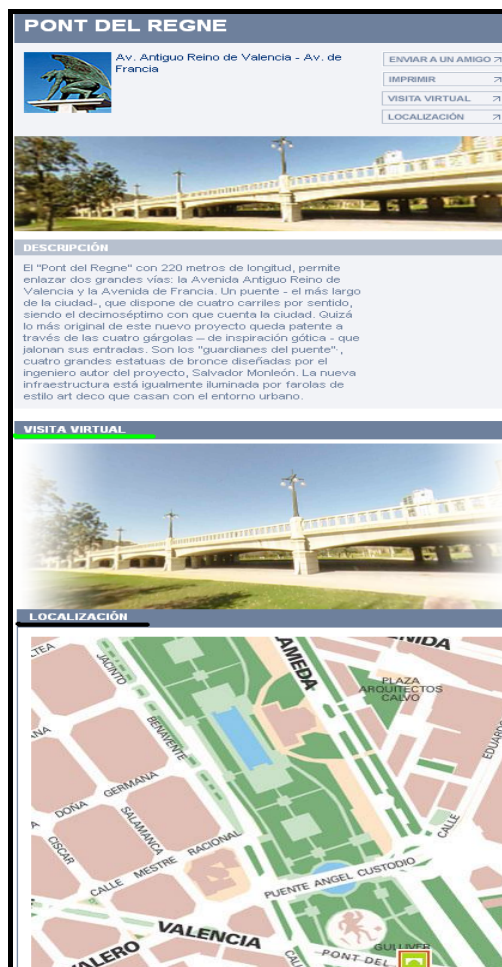 PONT DEL REGNE
Av. Antiguo Reino de Valencia - Av. de
Francia
ENVIAR A UN AMIGO
IMPRIMIR
VISITA VIRTUAL
LOCALIZACIÓN
DESCRIPCIÓN
El "Pont del Regne" con 220 metros de longitud, permite
enlazar dos grandes vías: la Avenida Antiguo Reino de
Valencia y la Avenida de Francia. Un puente - el más largo
de la ciudad-, que dispone de cuatro carriles por sentido,
siendo el decimoséptimo con que cuenta la ciudad. Quizá
lo más original de este nuevo proyecto queda patente a
través de las cuatro gárgolas – de inspiración gótica - que
jalonan sus entradas. Son los "guardianes del puente"·,
cuatro grandes estatuas de bronce diseñadas por el
ingeniero autor del proyecto, Salvador Monleón. La nueva
infraestructura está igualmente iluminada por farolas de
estilo art deco que casan con el entorno urbano.
VISITA VIRTUAL
LOCALIZACIÓN
ENIDA
LTEA
JACINTO
AMEDA
PLAZA
ARQUITECTOS
CALVO
ANA
BENAVENTE
EDUARDO
GERMANA
DOÑA
A
SALAMANCA
CISCAR
CALLE
RACIONAL
MESTRE
CALLE
PUENTE ANGEL CUSTODIO
VALENCIA
GULLIVER
VALERO
CALL
PONT DEL